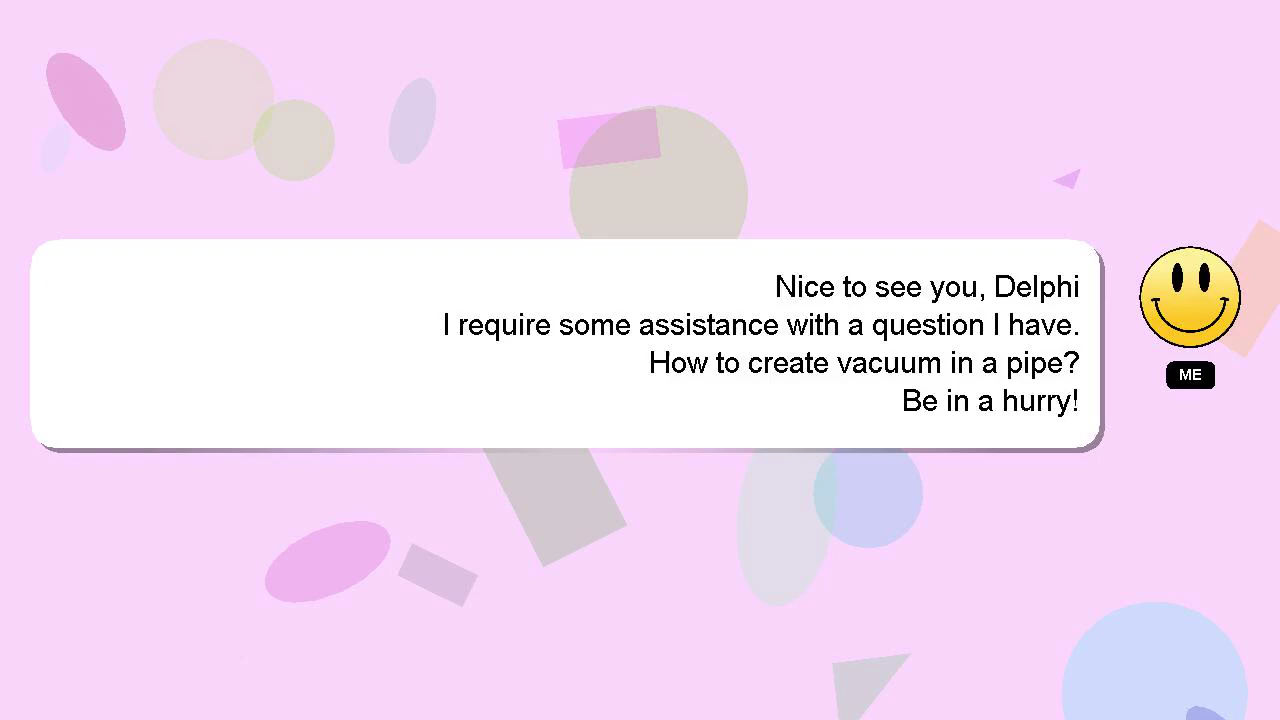 Nice to see you, Delphi
I require some assistance with a question I have.
How to create vacuum in a pipe?
Be in a hurry!
ME